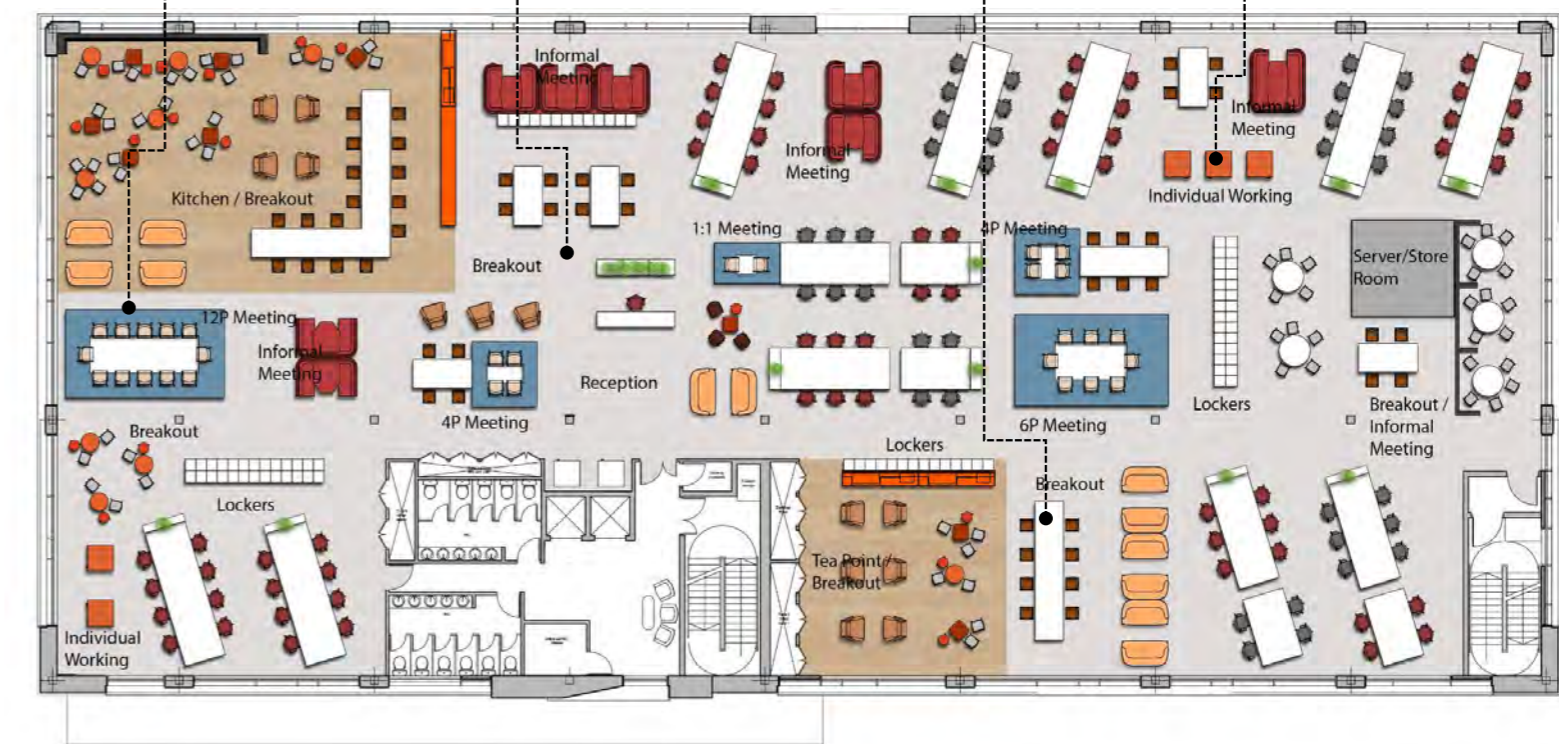 Informal
Meeting
Informal
Meeting
Informal
Meeting
Individual Working
Kitchen / Breakout
1:1 Meeting
4P Meeting
Breakout
Server/Store
Room
12P Meeting
Informal
Meeting
Reception
4P Meeting
6P Meeting
Lockers
Breakout /
Informal
Meeting
Breakout
Lockers
Lockers
Breakout
Tea Point /
Breakout
Individual
Working